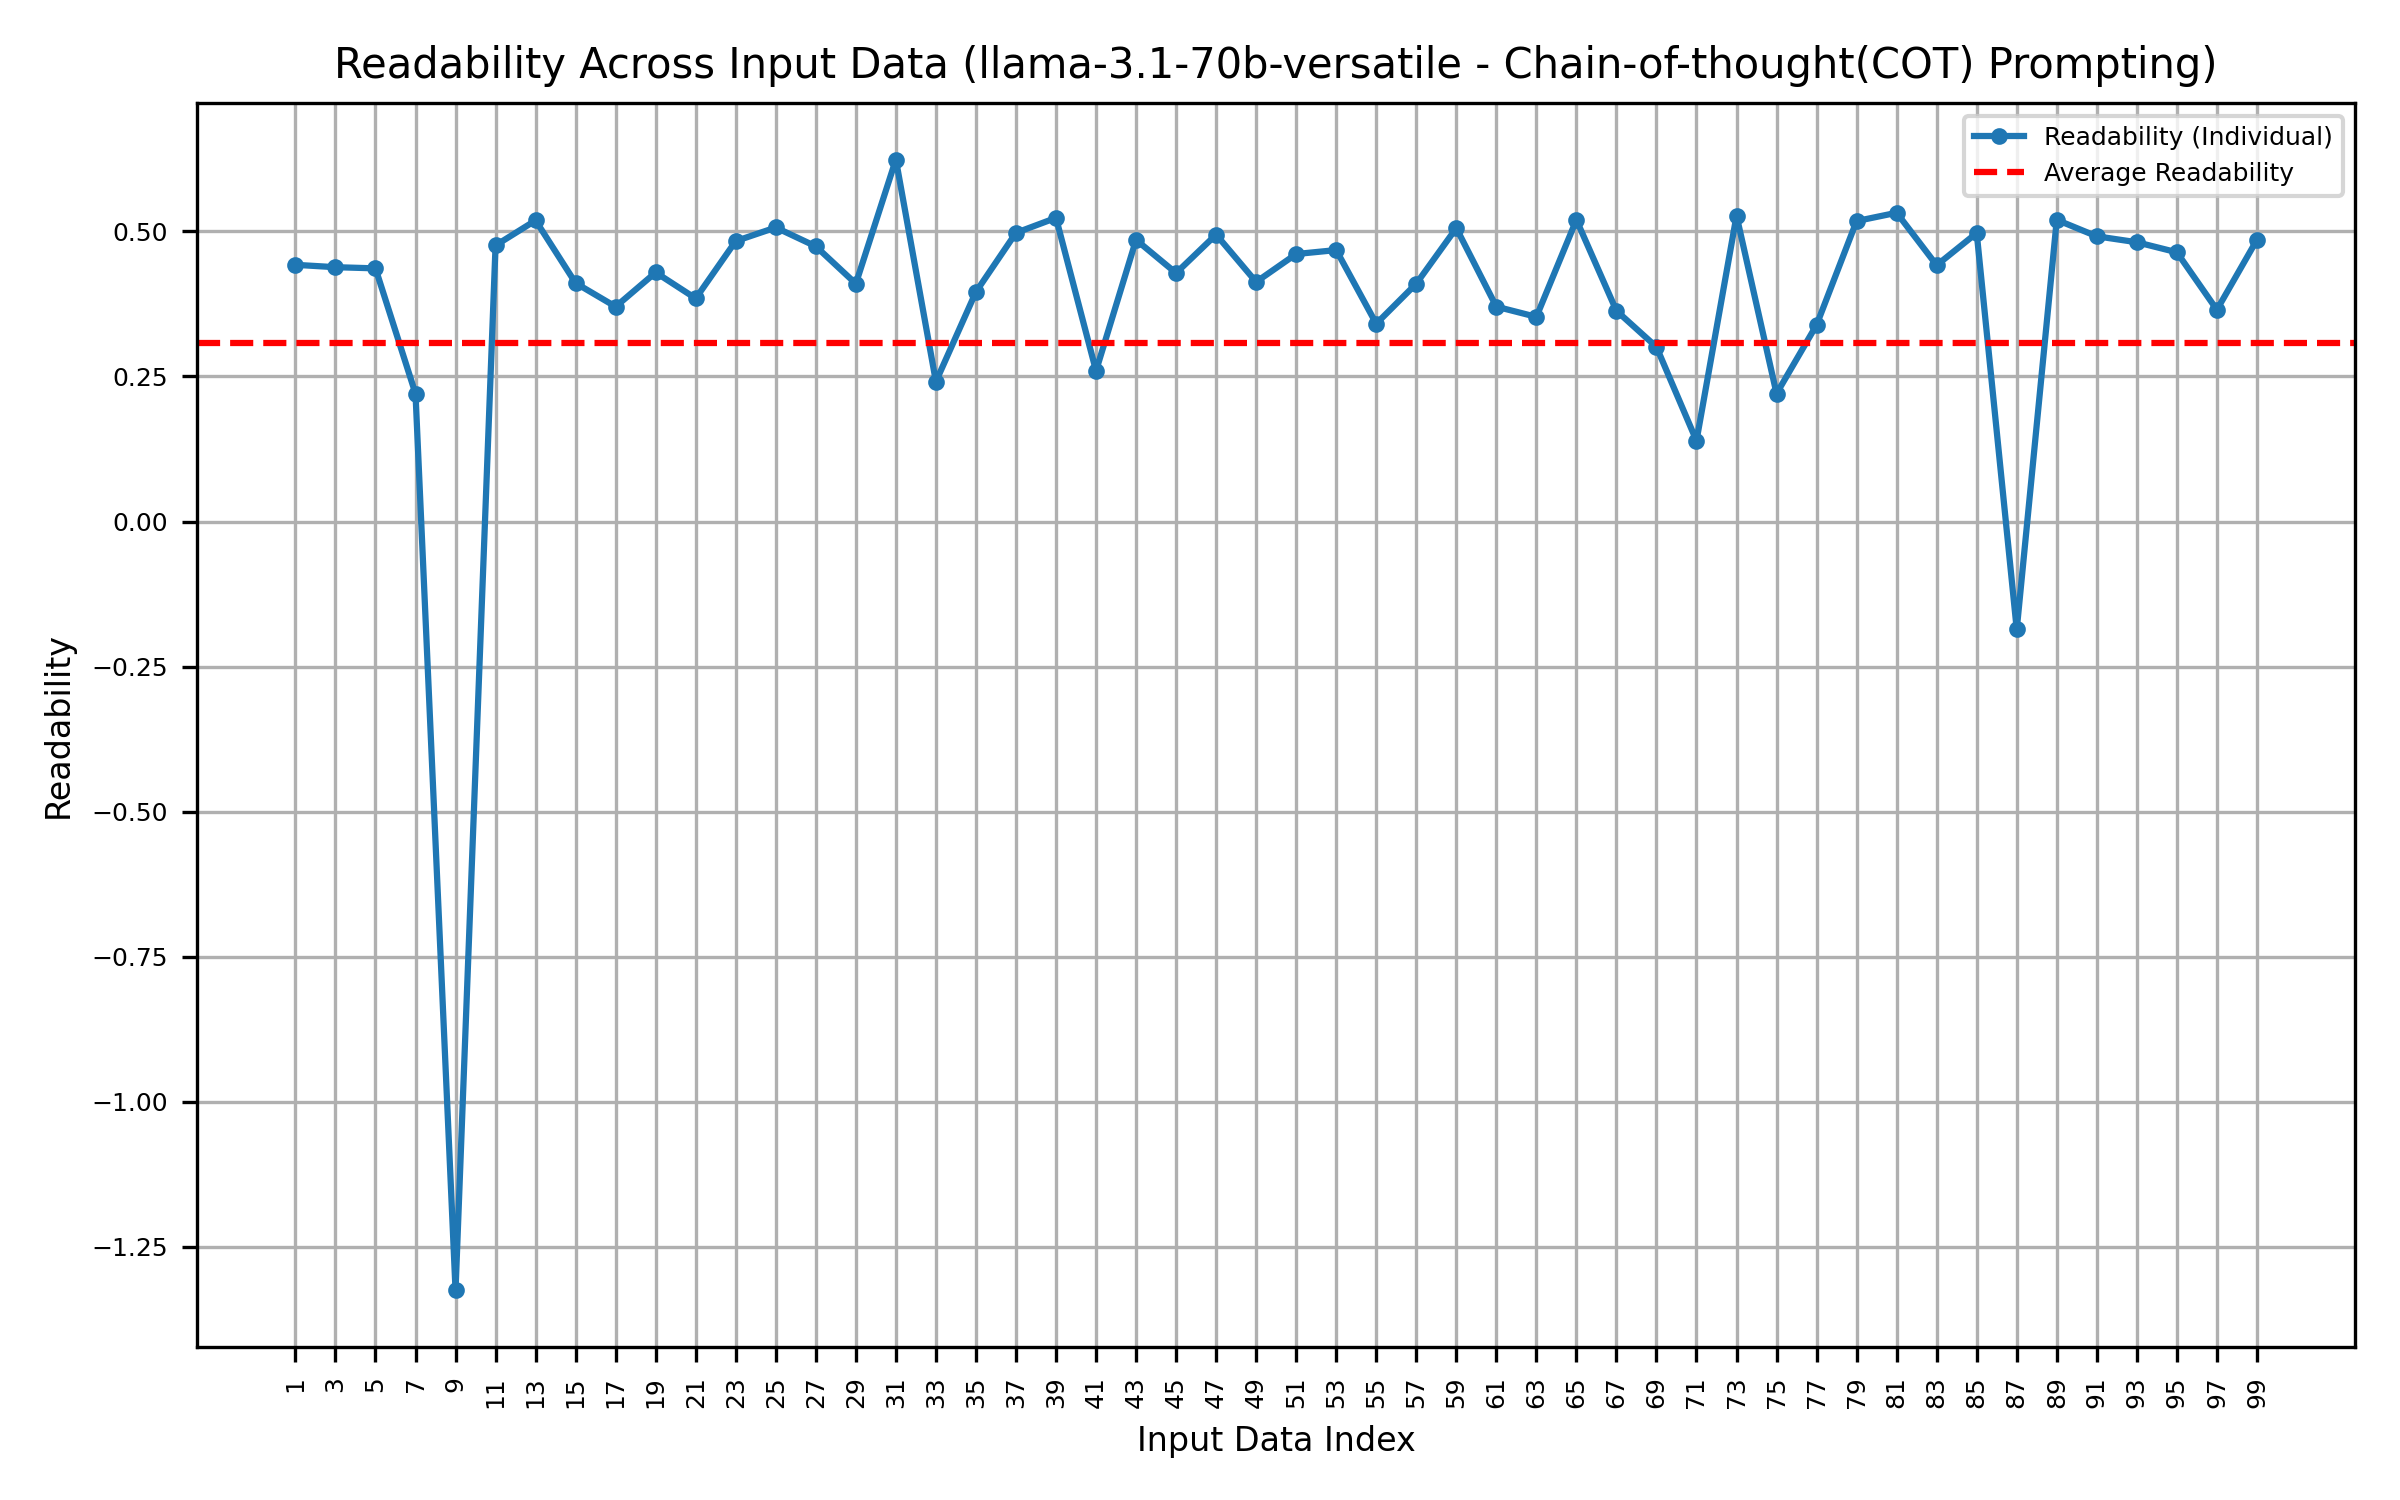 Readability Across Input Data (llama-3.1-70b-versatile - Chain-of-thought(COT) Prompting)
Readability (Individual)
Average Readability
0.50
0.25
0.00
−0.25
−0.50
−0.75
−1.00
−1.25
Readability
1 3 5 7 9 11 13 15 17 19 21 23 25 27 29 31 33 35 37 39 41 43 45 47 49 51 53 55 57 59 61 63 65 67 69 71 73 75 77 79 81 83 85 87 89 91 93 95 97 99
Input Data Index